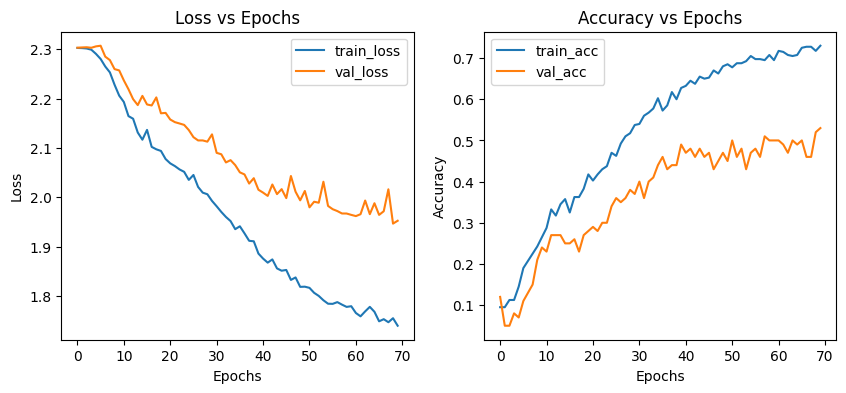 Loss vs Epochs
train_loss
val_loss
2.3
2.2
2.1
2.0
1.9
1.8
Loss
0 10 20 30 40 50 60 70
Epochs
Accuracy vs Epochs
train_acc
val_acc
0.7
0.6
0.5
0.4
0.3
0.2
0.1
Accuracy
0 10 20 30 40 50 60 70
Epochs